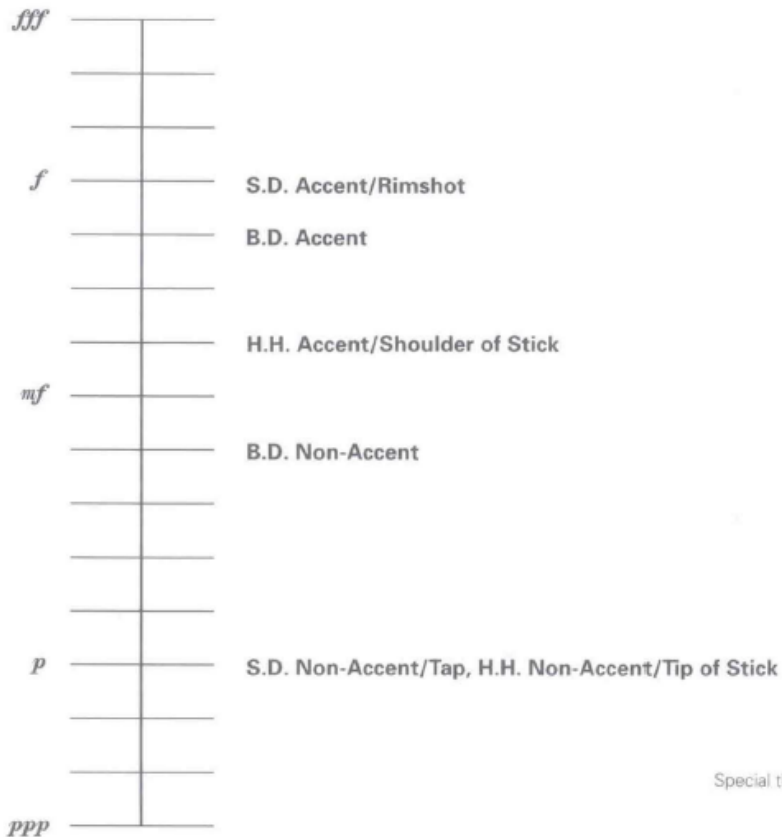 fff
f S.D. Accent/Rimshot
B.D. Accent
H.H. Accent/Shoulder of Stick
mf
B.D. Non-Accent
p S.D. Non-Accent/Tap, H.H. Non-Accent/Tip of Stick
Special
ppp